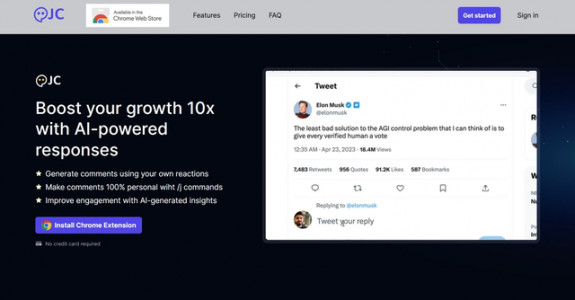 JC
Available in the
Chrome Web Store
Features
Pricing
FAQ
Get started
Sign in
JC
Boost your growth 10x
with AI-powered
responses
Generate comments using your own reactions
Make comments 100% personal wiht /j commands
Improve engagement with AI-generated insights
Install Chrome Extension
No credit card required
Tweet
Elon Musk
@elonmusk
The least bad solution to the AGI control problem that I can think of is to
give every verified human a vote
12:35 AM · Apr 23, 2023 · 18.4M Views
7,483 Retweets 956 Quotes 91.2K Likes 587 Bookmarks
Replying to @elonmusk
Tweet your reply